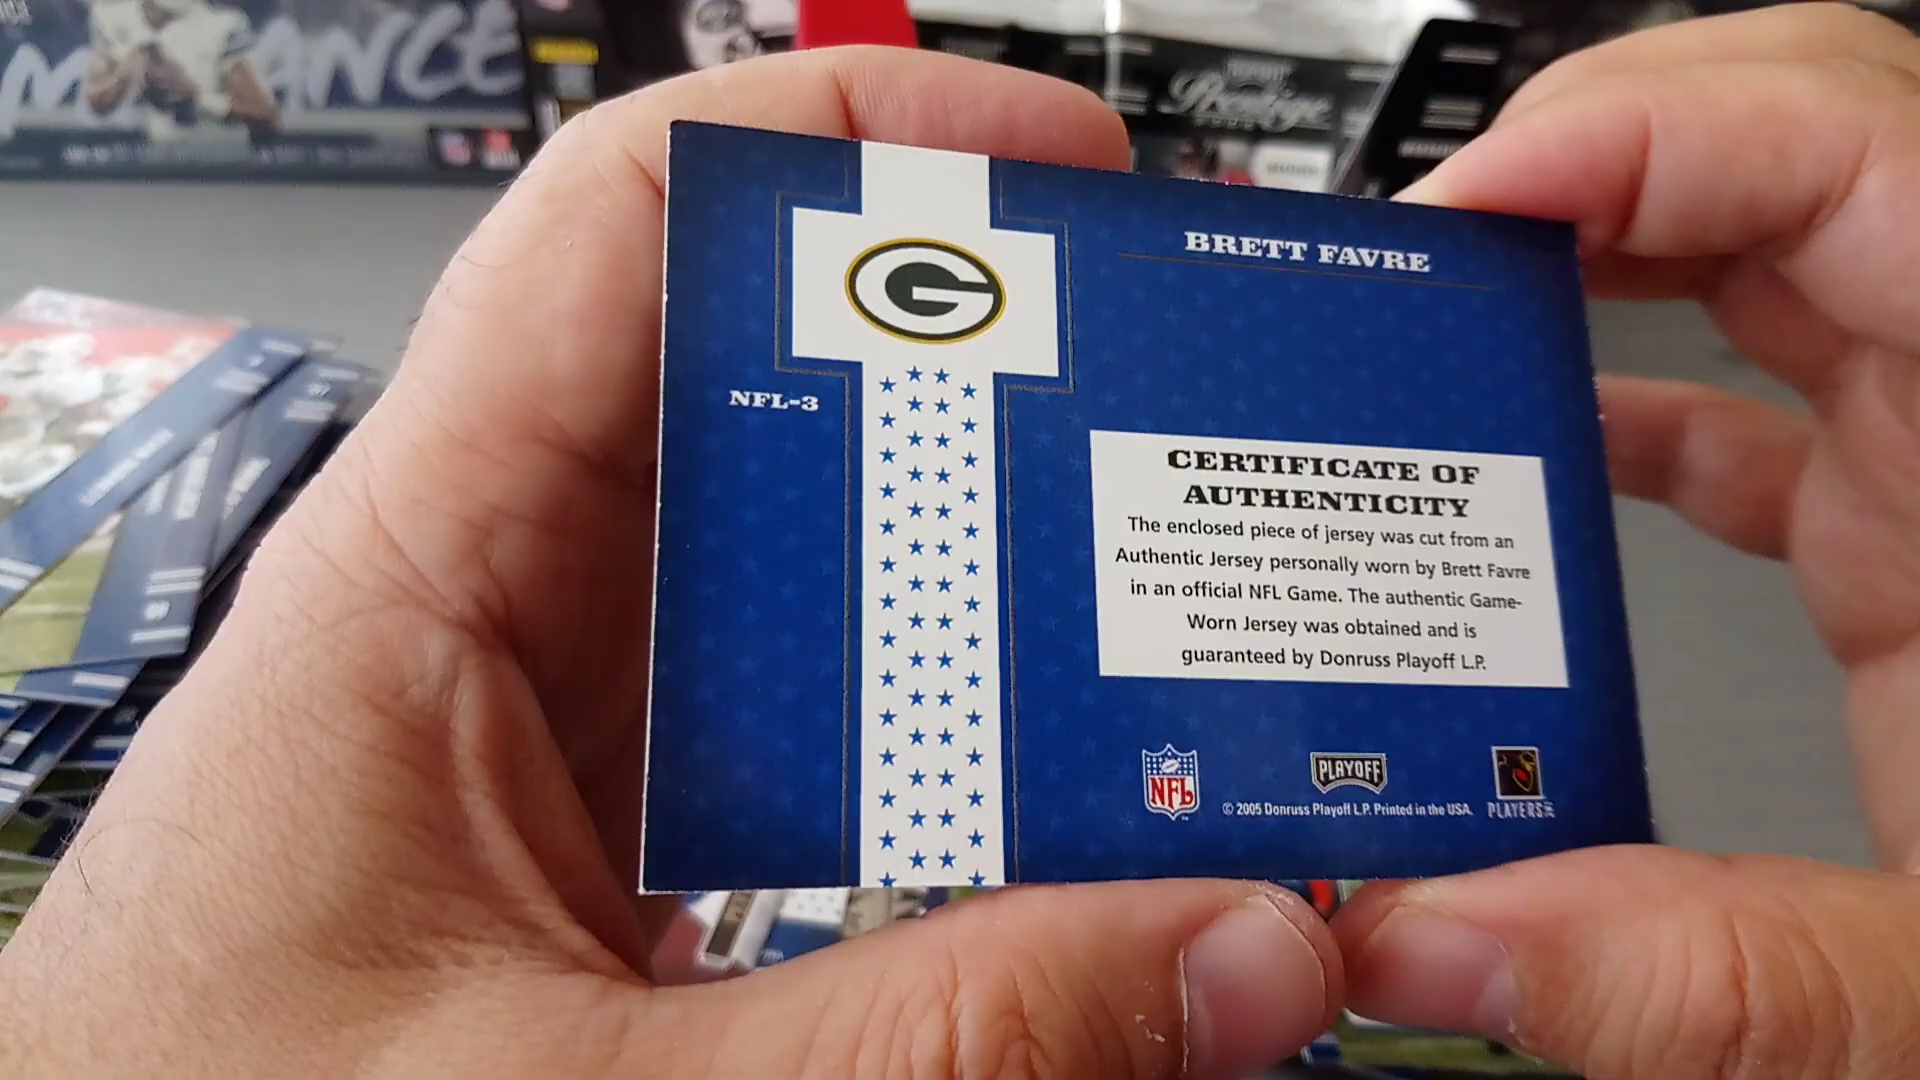 Prestige
BRETT FAVRE
G
NFL-3
CERTIFICATE OF
AUTHENTICITY
The enclosed piece of jersey was cut from an
Authentic Jersey personally worn by Brett Favre
in an official NFL Game. The authentic Game-
Worn Jersey was obtained and is
guaranteed by Donruss Playoff L.P.
NFL
PLAYOFF
© 2005 Donruss Playoff L.P. Printed in the USA.
PLAYERS INC